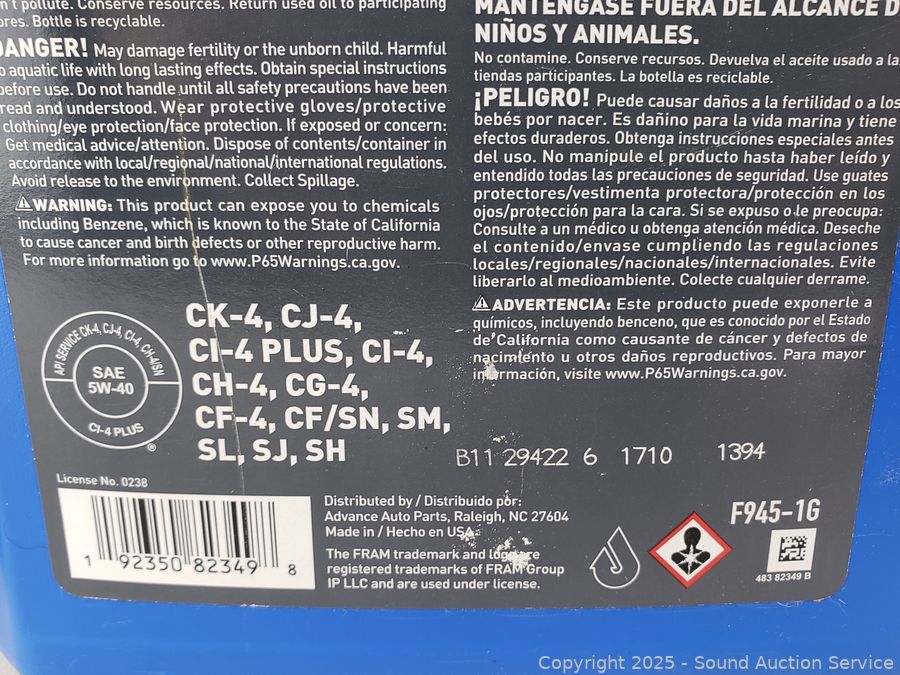 n't pollute. Conserve resources. Return used oil to participating
ores. Bottle is recyclable.
DANGER! May damage fertility or the unborn child. Harmful
o aquatic life with long lasting effects. Obtain special instructions
before use. Do not handle until all safety precautions have been
read and understood. Wear protective gloves/protective
clothing/eye protection/face protection. If exposed or concern:
Get medical advice/attention. Dispose of contents/container in
accordance with local/regional/national/international regulations.
Avoid release to the environment. Collect Spillage.
⚠WARNING: This product can expose you to chemicals
including Benzene, which is known to the State of California
to cause cancer and birth defects or other reproductive harm.
For more information go to www.P65Warnings.ca.gov.
API SERVICE CK-4, CJ-4, CI-4, CH-4/SN
SAE
5W-40
CI-4 PLUS
®
CK-4, CJ-4,
CI-4 PLUS, CI-4,
CH-4, CG-4,
CF-4, CF/SN, SM,
SL, SJ, SH
License No. 0238
1 92350 82349 8
Distributed by / Distribuido por:
Advance Auto Parts, Raleigh, NC 27604
Made in / Hecho en USA
The FRAM trademark and logo are
registered trademarks of FRAM Group
IP LLC and are used under license.
MANTÉNGASE FUERA DEL ALCANCE D
NIÑOS Y ANIMALES.
No contamine. Conserve recursos. Devuelva el aceite usado a las
tiendas participantes. La botella es reciclable.
¡PELIGRO! Puede causar daños a la fertilidad o a los
bebés por nacer. Es dañino para la vida marina y tiene
efectos duraderos. Obtenga instrucciones especiales antes
del uso. No manipule el producto hasta haber leído y
entendido todas las precauciones de seguridad. Use guates
protectores/vestimenta protectora/protección en los
ojos/protección para la cara. Si se expuso o le preocupa:
Consulte a un médico u obtenga atención médica. Deseche
el contenido/envase cumpliendo las regulaciones
locales/regionales/nacionales/internacionales. Evite
liberarlo al medioambiente. Colecte cualquier derrame.
⚠ADVERTENCIA: Este producto puede exponerle a
químicos, incluyendo benceno, que es conocido por el Estado
de California como causante de cáncer y defectos de
nacimiento u otros daños reproductivos. Para mayor
información, visite www.P65Warnings.ca.gov.
B11 29422 6 1710 1394
F945-1G
483 82349 B
Copyright 2025 - Sound Auction Service